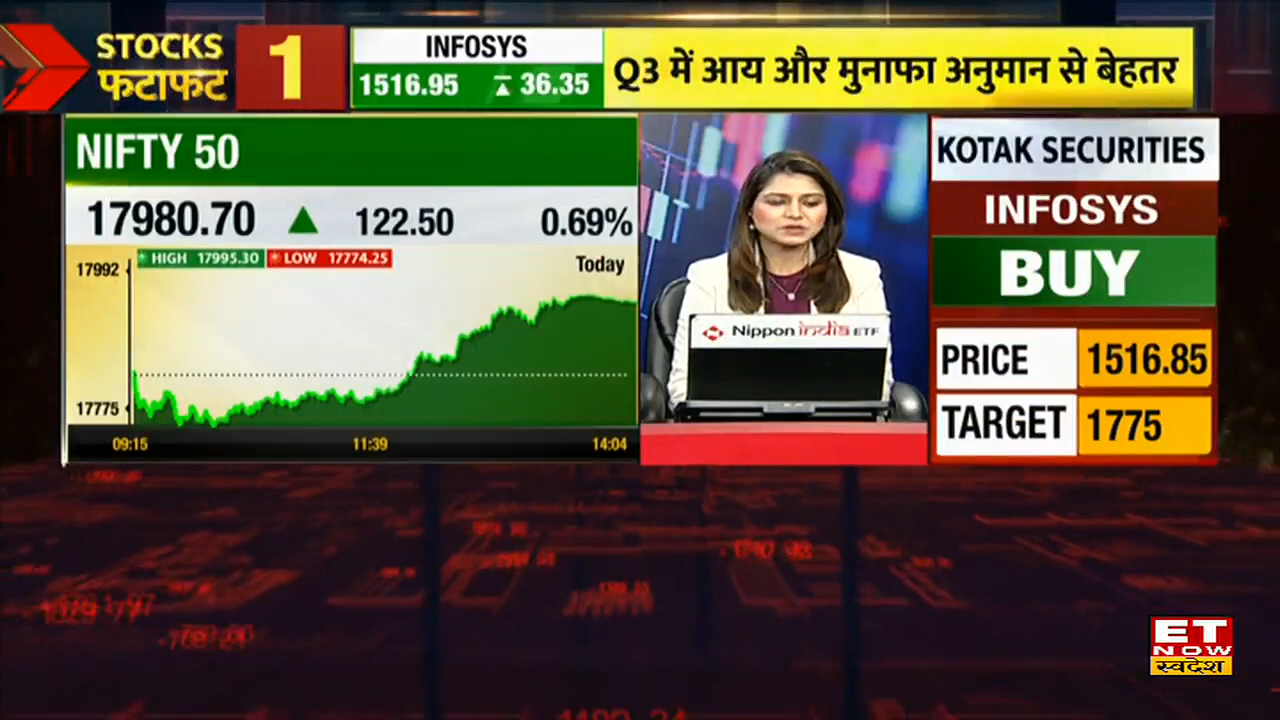 STOCKS
फटाफट
1
INFOSYS
1516.95 36.35
Q3 में आय और मुनाफा अनुमान से बेहतर
NIFTY 50
17980.70 122.50 0.69%
HIGH 17995.30 LOW 17774.25
Today
17992
17775
09:15 11:39 14:04
Nippon india ETF
KOTAK SECURITIES
INFOSYS
BUY
PRICE 1516.85
TARGET 1775
ET
NOW
स्वदेश